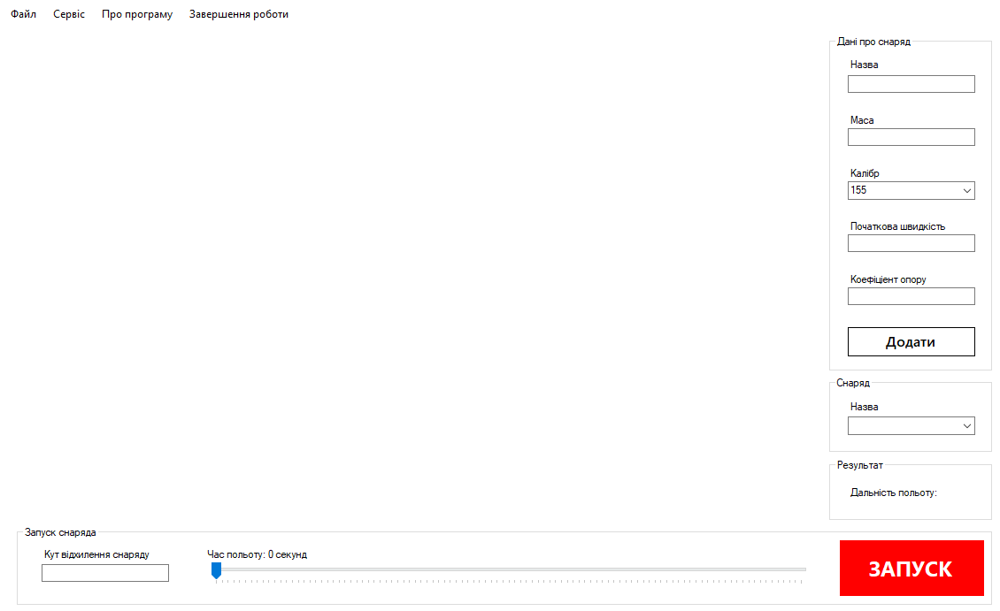 Файл Сервіс Про програму Завершення роботи
Дані про снаряд
Назва
Маса
Калібр
155
Початкова швидкість
Коефіцієнт опору
Додати
Снаряд
Назва
Результат
Дальність польоту:
Запуск снаряда
Кут відхилення снаряду
Час польоту: 0 секунд
ЗАПУСК